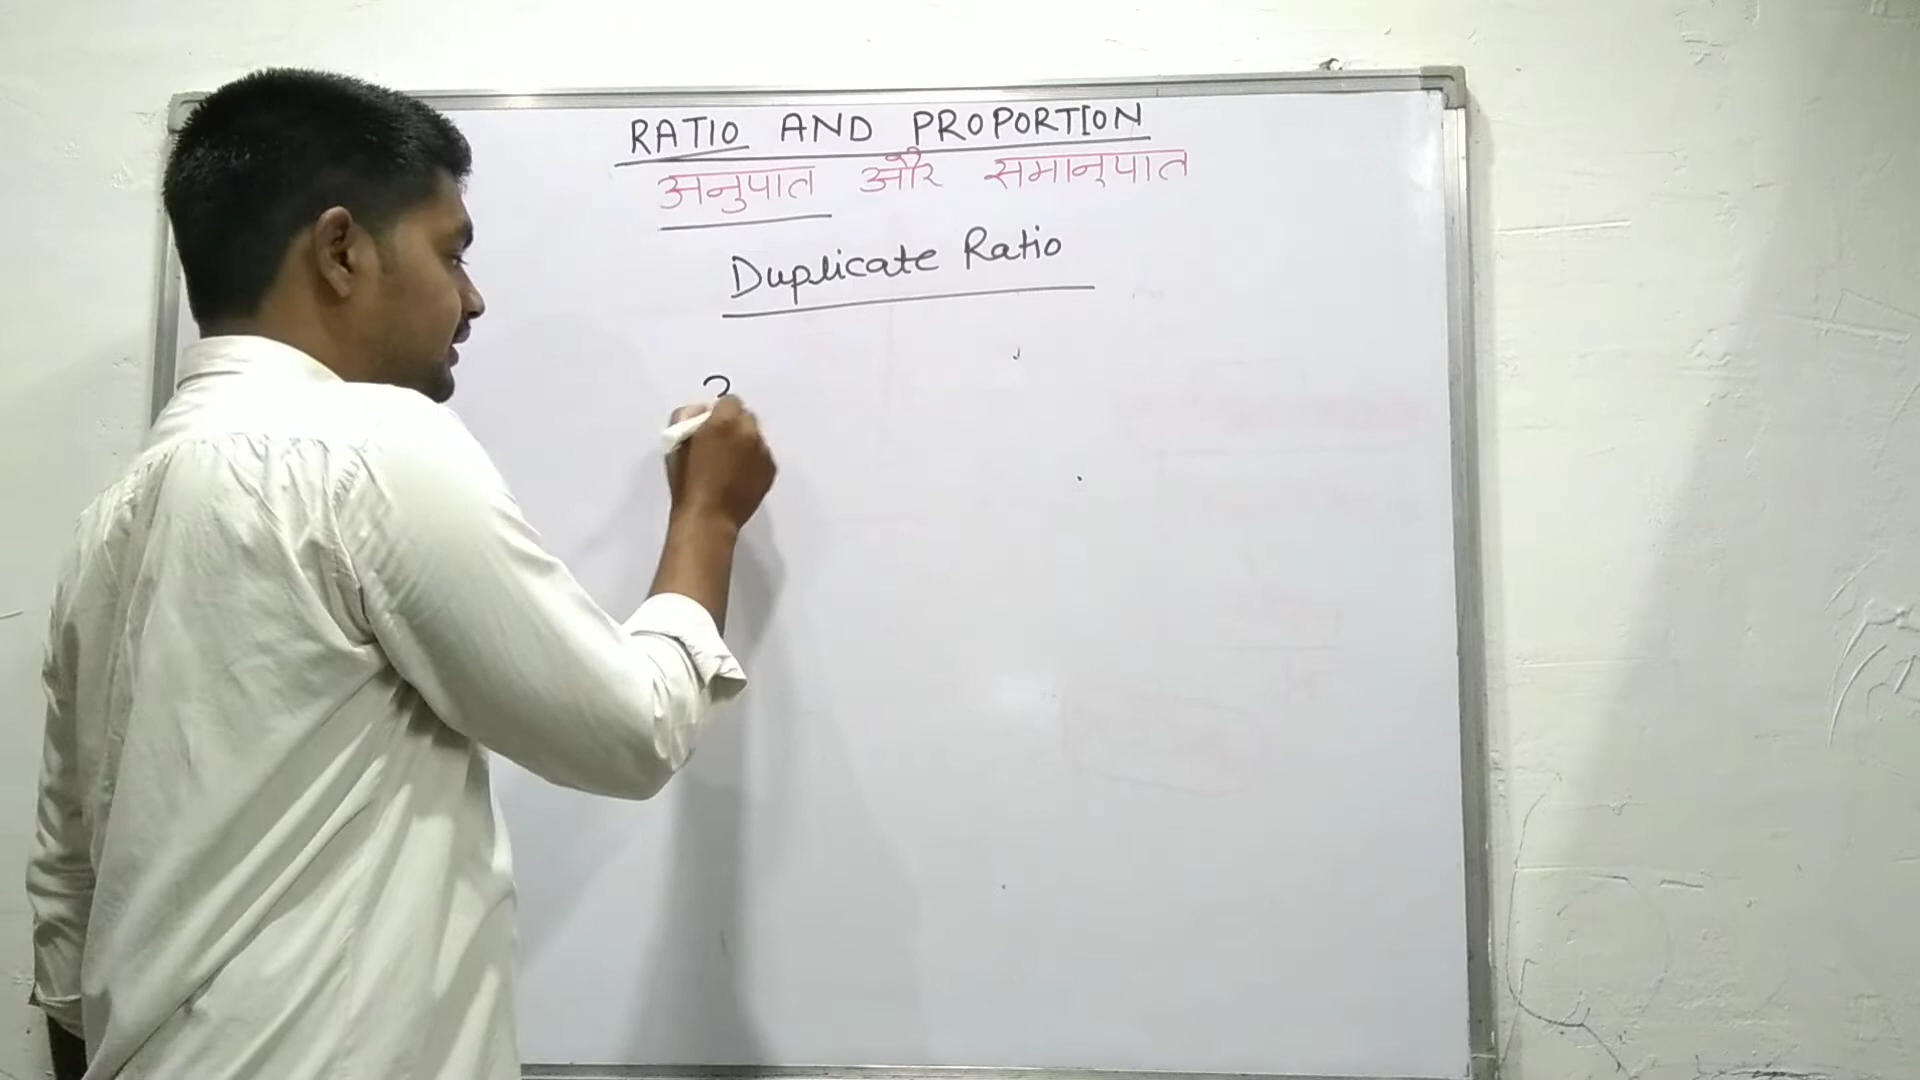 RATIO AND PROPORTION
अनुपात और समानुपात
Duplicate Ratio